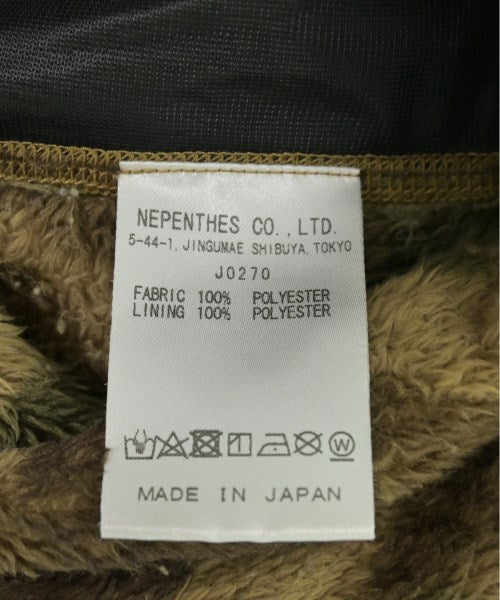 NEPENTHES CO.,LTD.
5-44-1, JINGUMAE SHIBUYA, TOKYO
J0270
FABRIC 100% POLYESTER
LINING 100% POLYESTER
W
MADE IN JAPAN